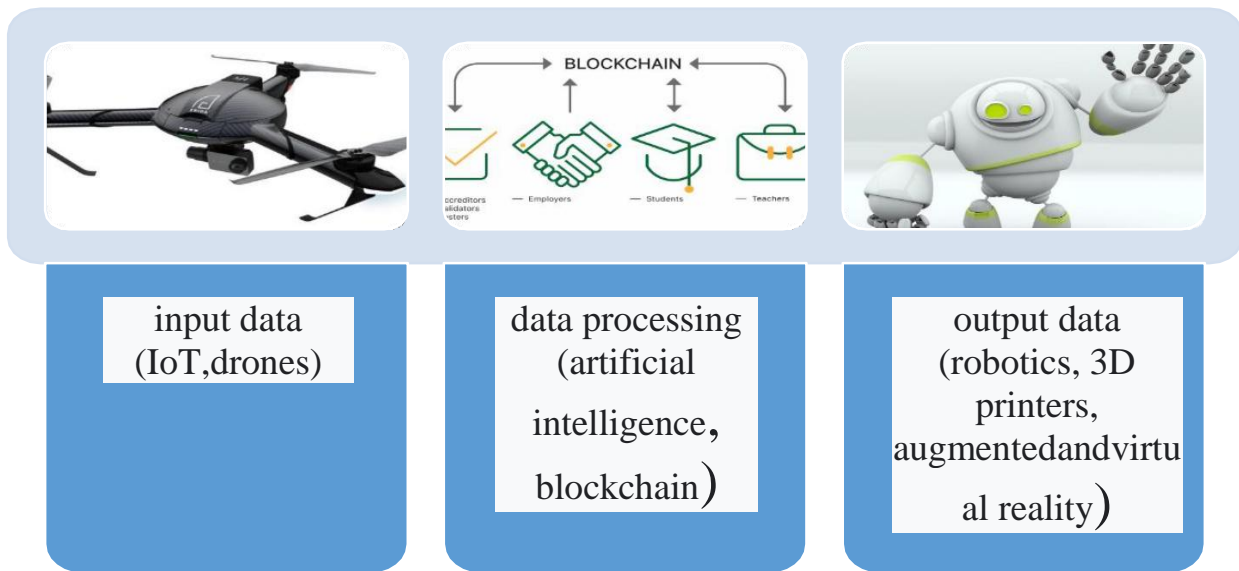 BLOCKCHAIN
ccreditors
alidators
esters
— Employers
— Students
— Teachers
input data
(IoT,drones)
data processing
(artificial
intelligence,
blockchain)
output data
(robotics, 3D
printers,
augmentedandvirtu
al reality)